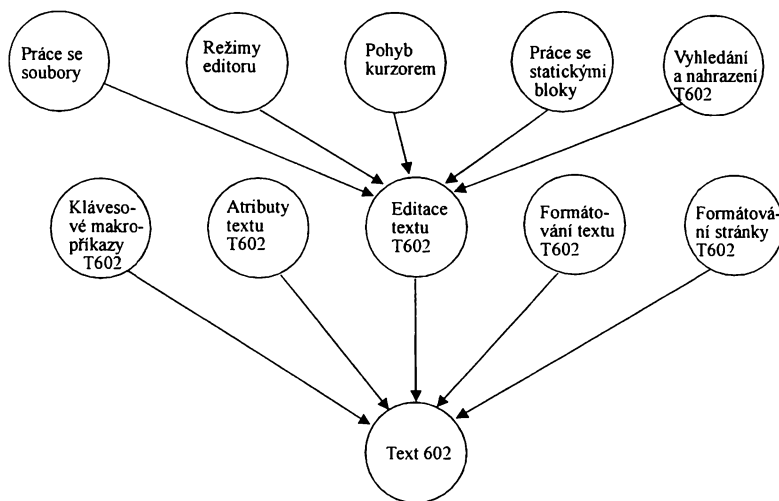 Práce se
soubory
Režimy
editoru
Pohyb
kurzorem
Práce se
statickými
bloky
Vyhledání
a nahrazení
T602
Kláveso-
vé makro-
příkazy
T602
Atributy
textu
T602
Editace
textu
T602
Formáto-
vání textu
T602
Formátová-
ní stránky
T602
Text 602